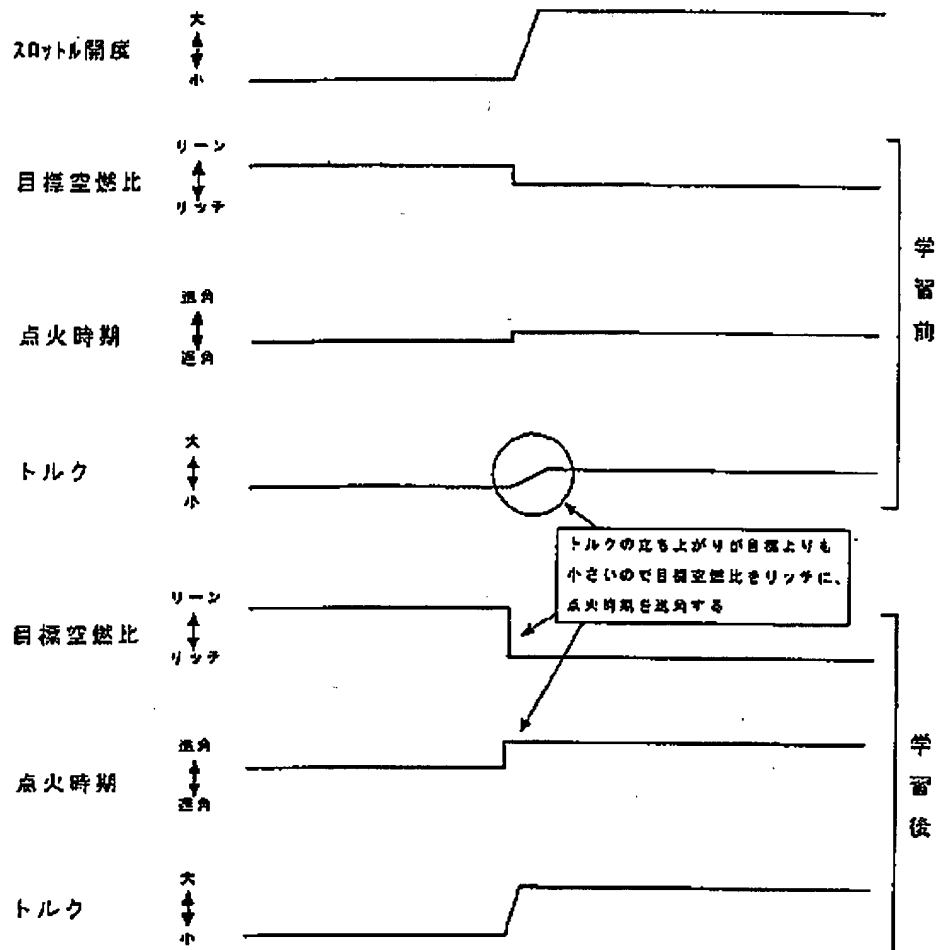 スロットル開度
大
小
目標空燃比
リーン
リッチ
点火時期
進角
遅角
トルク
大
小
学習前
トルクの立ち上がりが目標よりも
小さいので目標空燃比をリッチに、
点火時期を進角する
目標空燃比
リーン
リッチ
点火時期
進角
遅角
トルク
大
小
学習後